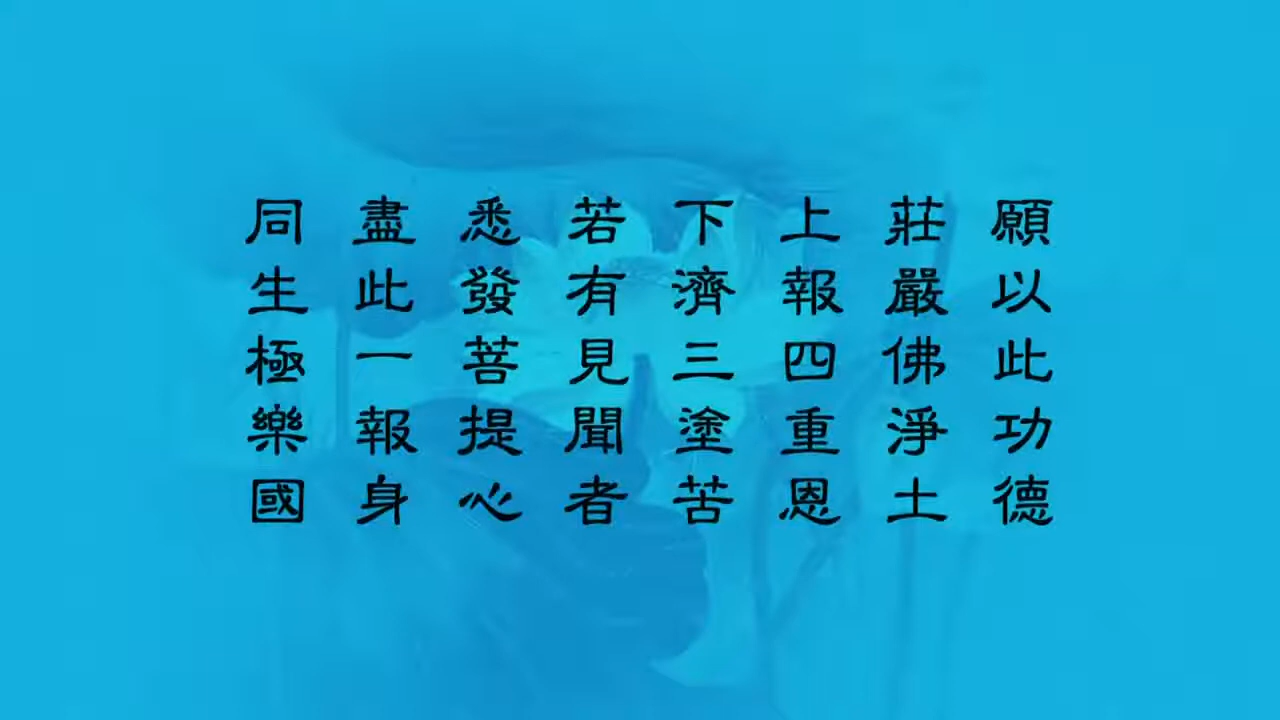 願以此功德
莊嚴佛淨土
上報四重恩
下濟三塗苦
若有見聞者
悉發菩提心
盡此一報身
同生極樂國